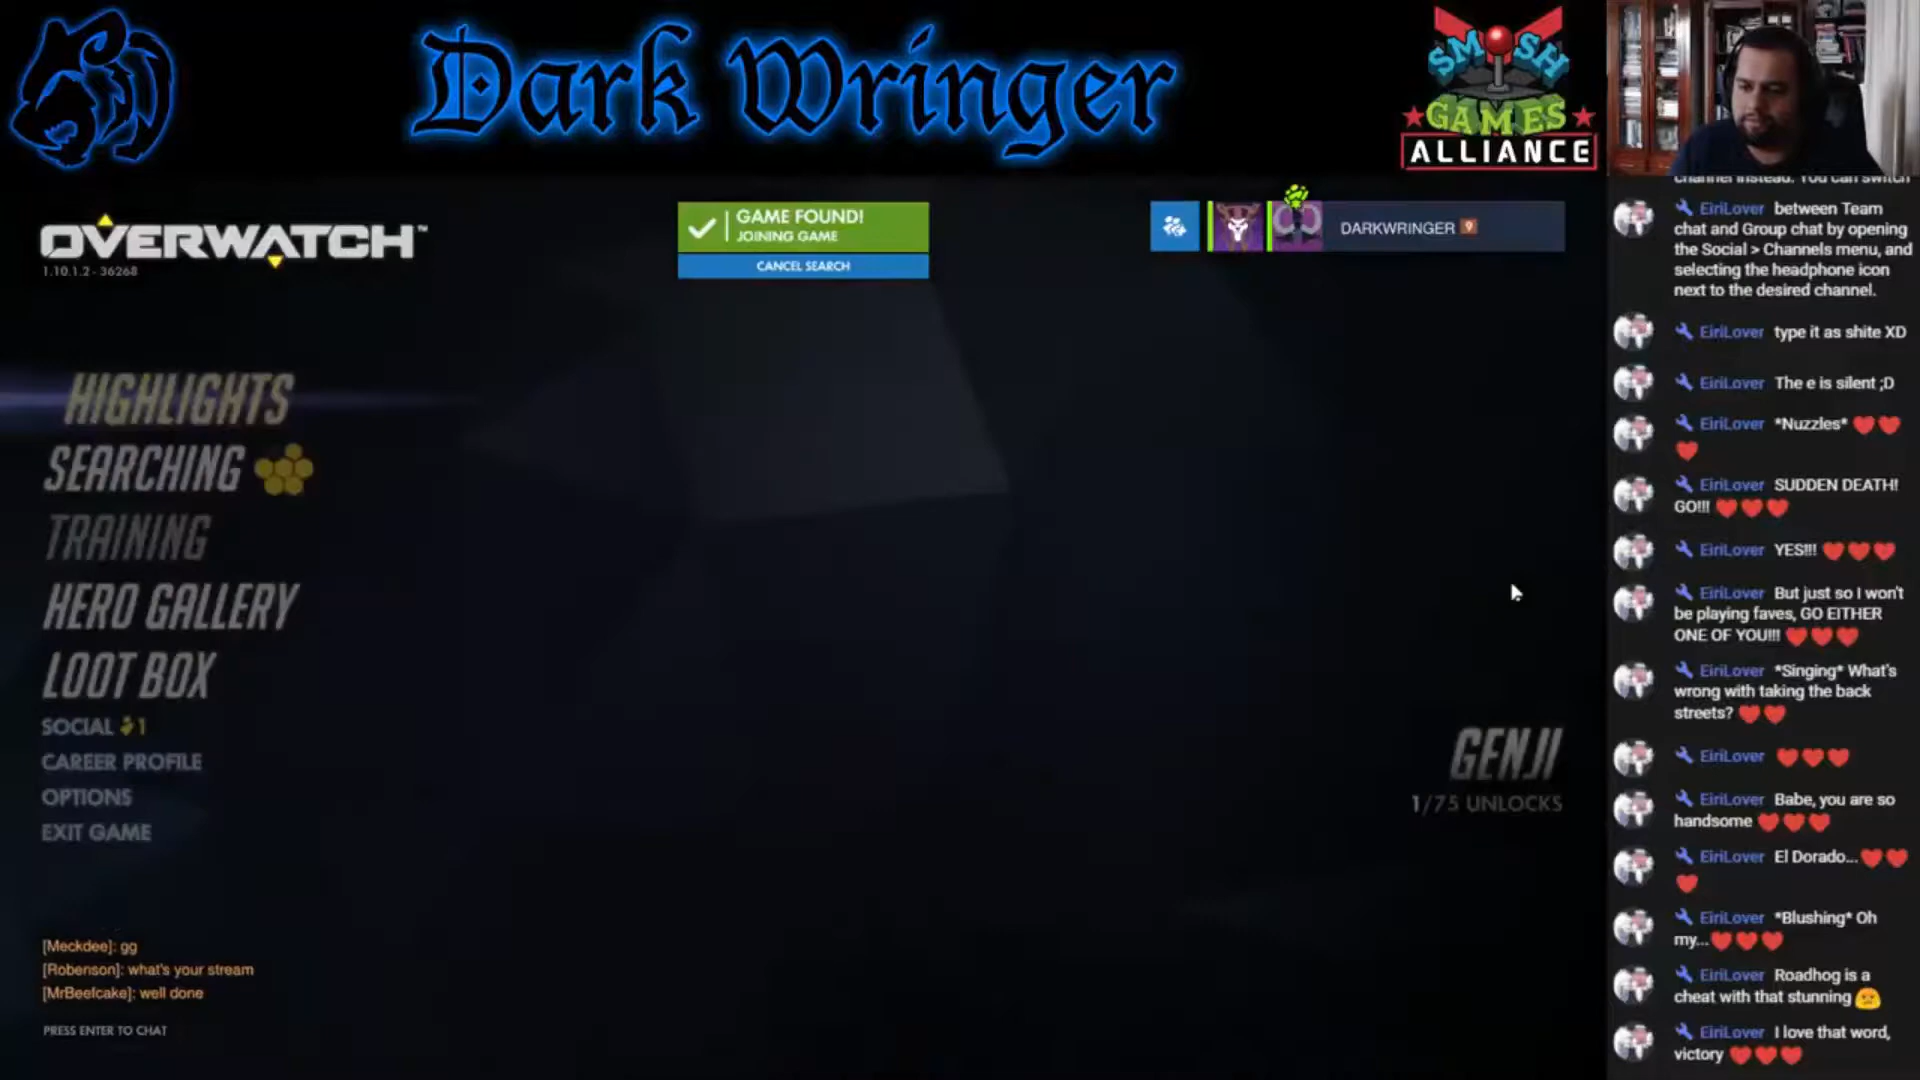 Dark Wringer
SMASH
GAMES
ALLIANCE
OVERWATCH™
1.10.1.2 - 36268
GAME FOUND!
JOINING GAME
CANCEL SEARCH
DARKWRINGER 9
HIGHLIGHTS
SEARCHING
TRAINING
HERO GALLERY
LOOT BOX
SOCIAL 1
CAREER PROFILE
OPTIONS
EXIT GAME
GENJI
1/75 UNLOCKS
[Meckdee]: gg
[Robenson]: what's your stream
[MrBeefcake]: well done
PRESS ENTER TO CHAT
channel instead. You can switch
EiriLover between Team
chat and Group chat by opening
the Social > Channels menu, and
selecting the headphone icon
next to the desired channel.
EiriLover type it as shite XD
EiriLover The e is silent ;D
EiriLover *Nuzzles* ❤❤
❤
EiriLover SUDDEN DEATH!
GO!!! ❤❤❤
EiriLover YES!!! ❤❤❤
EiriLover But just so I won't
be playing faves, GO EITHER
ONE OF YOU!!! ❤❤❤
EiriLover *Singing* What's
wrong with taking the back
streets? ❤❤
EiriLover ❤❤❤
EiriLover Babe, you are so
handsome ❤❤❤
EiriLover El Dorado... ❤❤
❤
EiriLover *Blushing* Oh
my... ❤❤❤
EiriLover Roadhog is a
cheat with that stunning 😠
EiriLover I love that word,
victory ❤❤❤